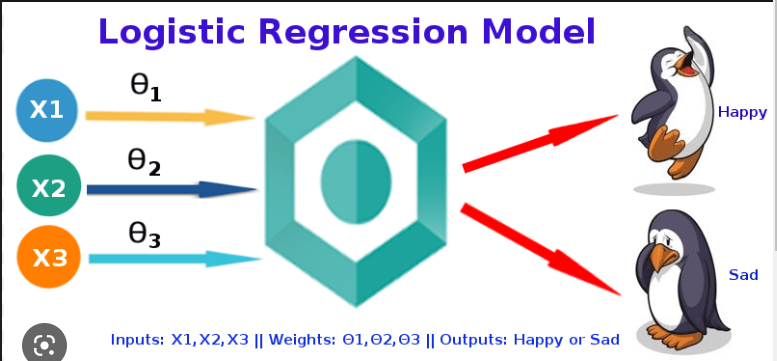 Logistic Regression Model
X1
θ1
X2
θ2
X3
θ3
Happy
Sad
Inputs: X1,X2,X3 || Weights: Θ1,Θ2,Θ3 || Outputs: Happy or Sad